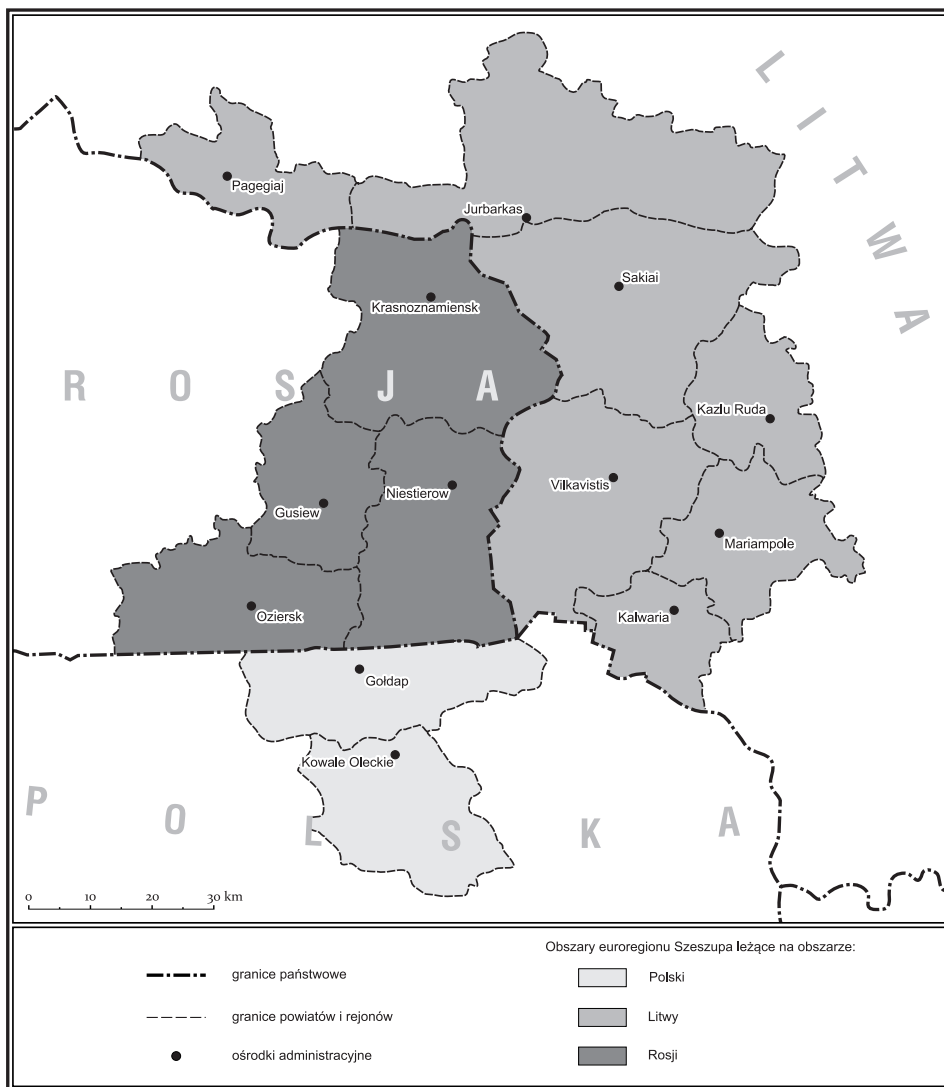 LITWA
Pagegiaj
Jurbarkas
Sakiai
Krasnoznamiensk
ROSJA
Kazlu Ruda
Vilkavistis
Niestierow
Gusiew
Mariampole
Oziersk
Kalwaria
Gołdap
Kowale Oleckie
POLSKA
0 10 20 30 km
Obszary euroregionu Szeszupa leżące na obszarze:
granice państwowe
Polski
granice powiatów i rejonów
Litwy
ośrodki administracyjne
Rosji